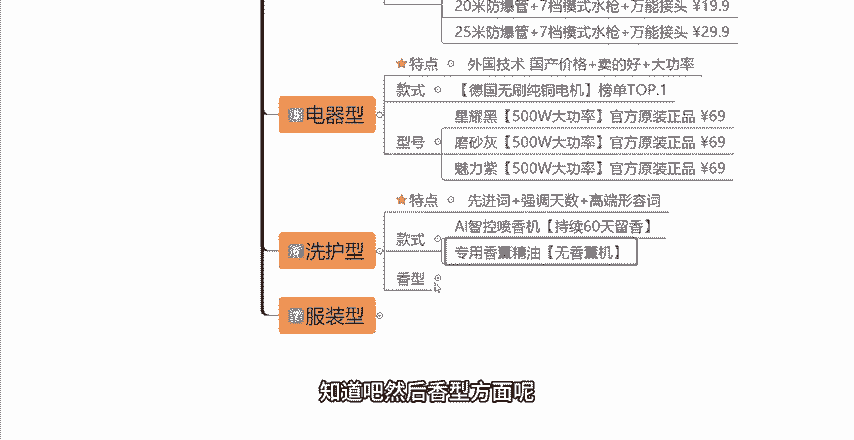 20米防爆管+7档模式水枪+万能接头 ¥19.9
25米防爆管+7档模式水枪+万能接头 ¥29.9
特点
外国技术 国产价格+卖的好+大功率
电器型
款式
【德国无刷纯铜电机】榜单TOP.1
型号
星耀黑【500W大功率】官方原装正品 ¥69
磨砂灰【500W大功率】官方原装正品 ¥69
魅力紫【500W大功率】官方原装正品 ¥69
特点
先进词+强调天数+高端形容词
洗护型
款式
AI智控喷香机【持续60天留香】
专用香薰精油【无香薰机】
香型
服装型
知道吧然后香型方面呢